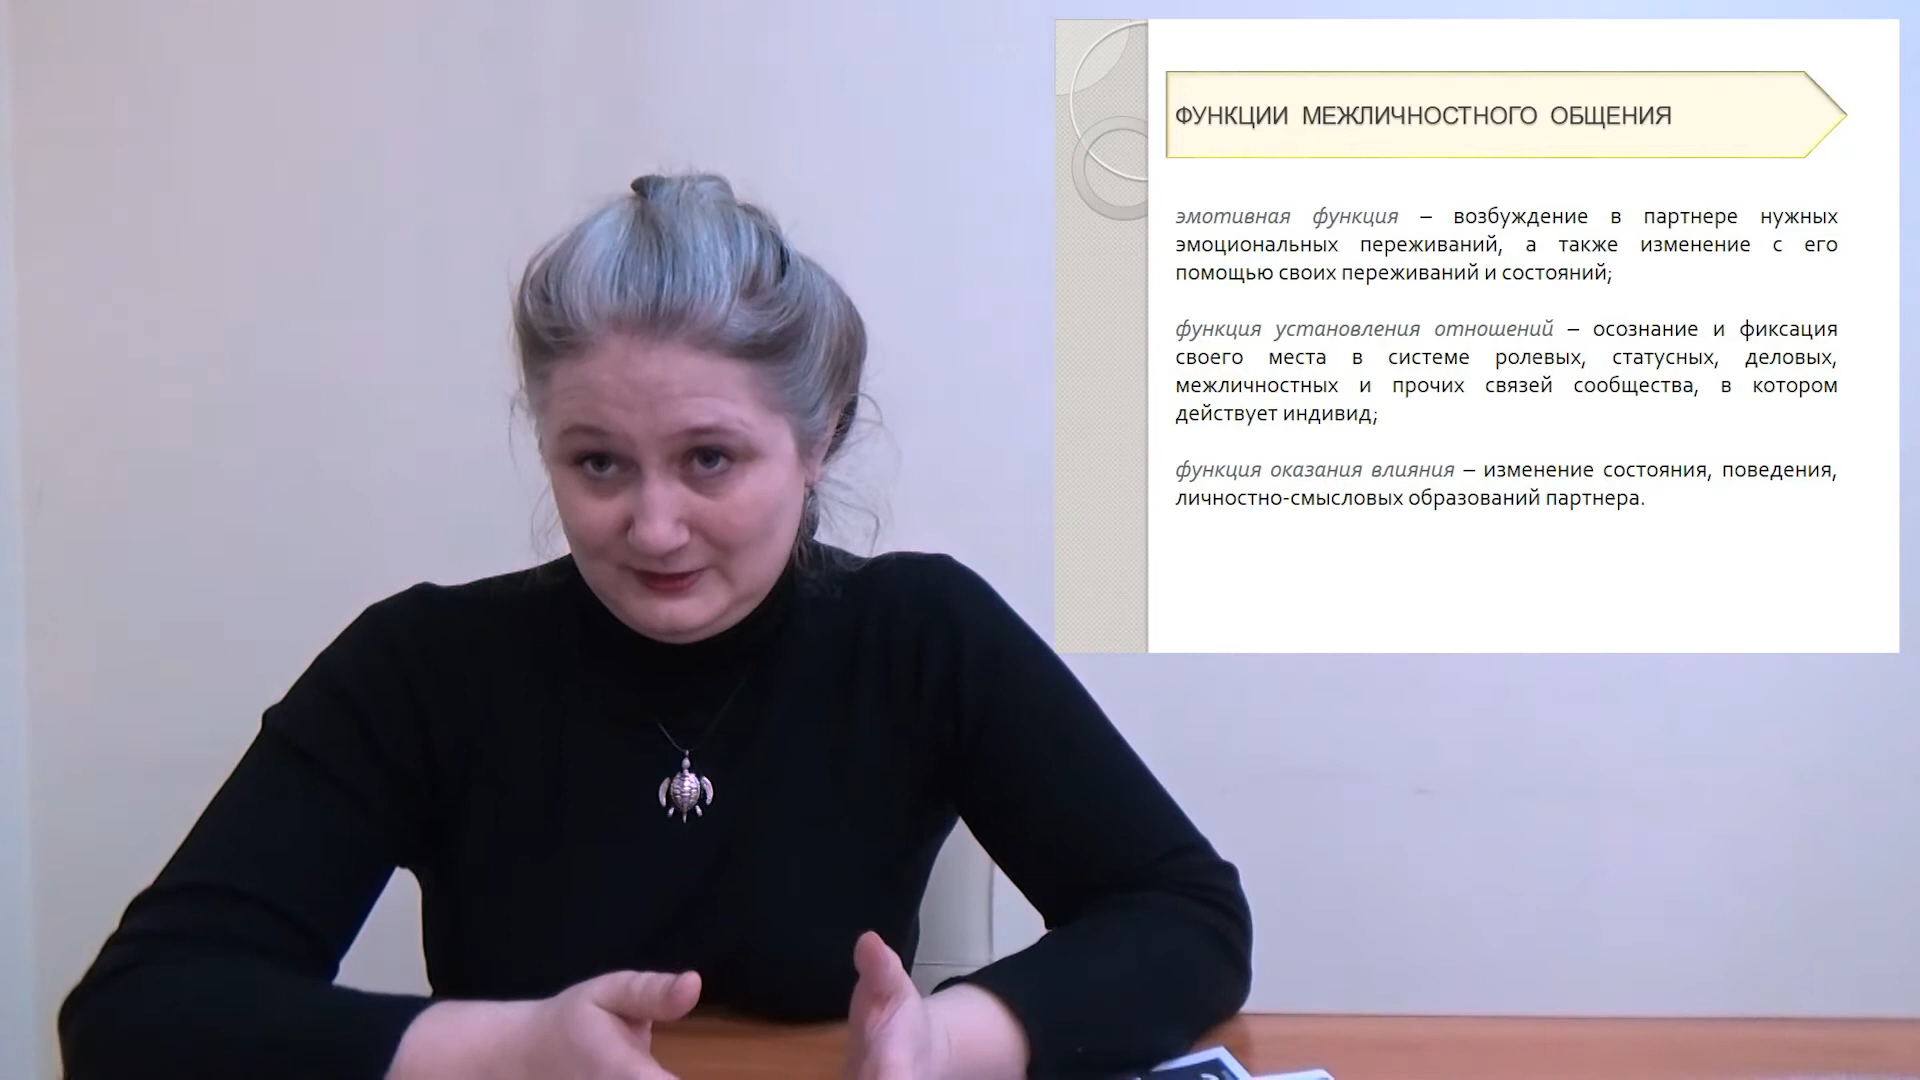 ФУНКЦИИ МЕЖЛИЧНОСТНОГО ОБЩЕНИЯ
эмотивная функция – возбуждение в партнере нужных
эмоциональных переживаний, а также изменение с его
помощью своих переживаний и состояний;
функция установления отношений – осознание и фиксация
своего места в системе ролевых, статусных, деловых,
межличностных и прочих связей сообщества, в котором
действует индивид;
функция оказания влияния – изменение состояния, поведения,
личностно-смысловых образований партнера.